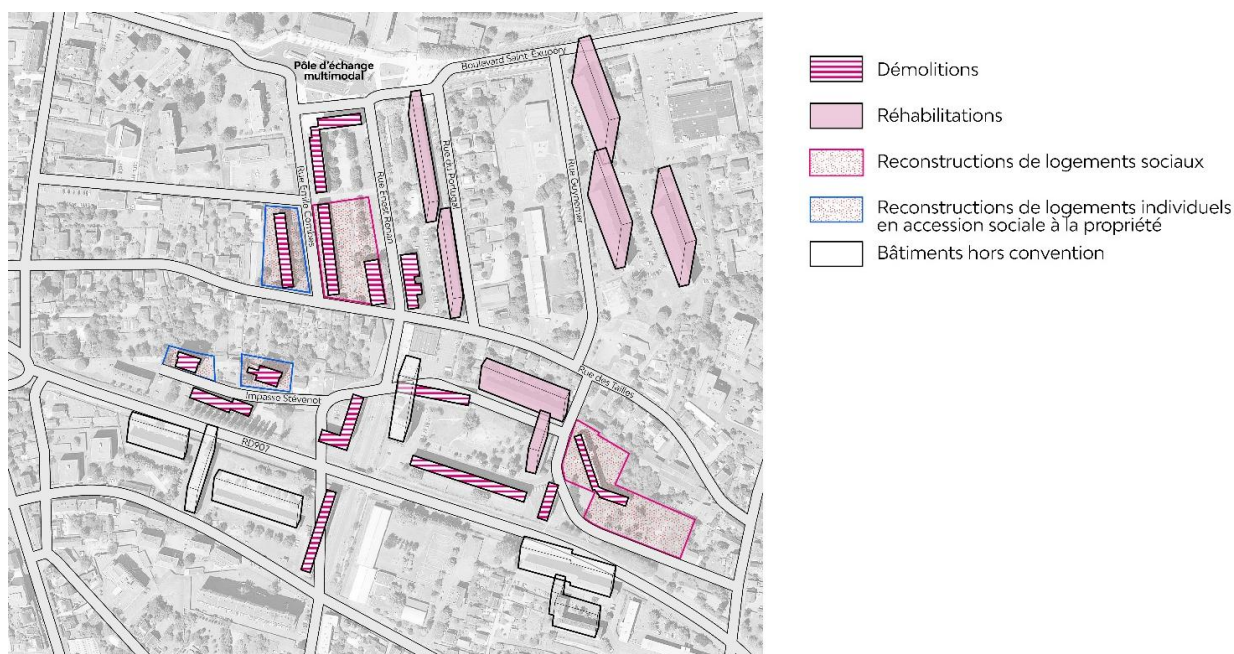 Pôle d'échange
multimodal
Boulevard Saint-Exupéry
Rue Emile Combes
Rue Ernest Renan
Rue du Portugal
Rue Guynemer
Rue des Tailles
Impasse Stévenot
RD907
Démolitions
Réhabilitations
Reconstructions de logements sociaux
Reconstructions de logements individuels
en accession sociale à la propriété
Bâtiments hors convention